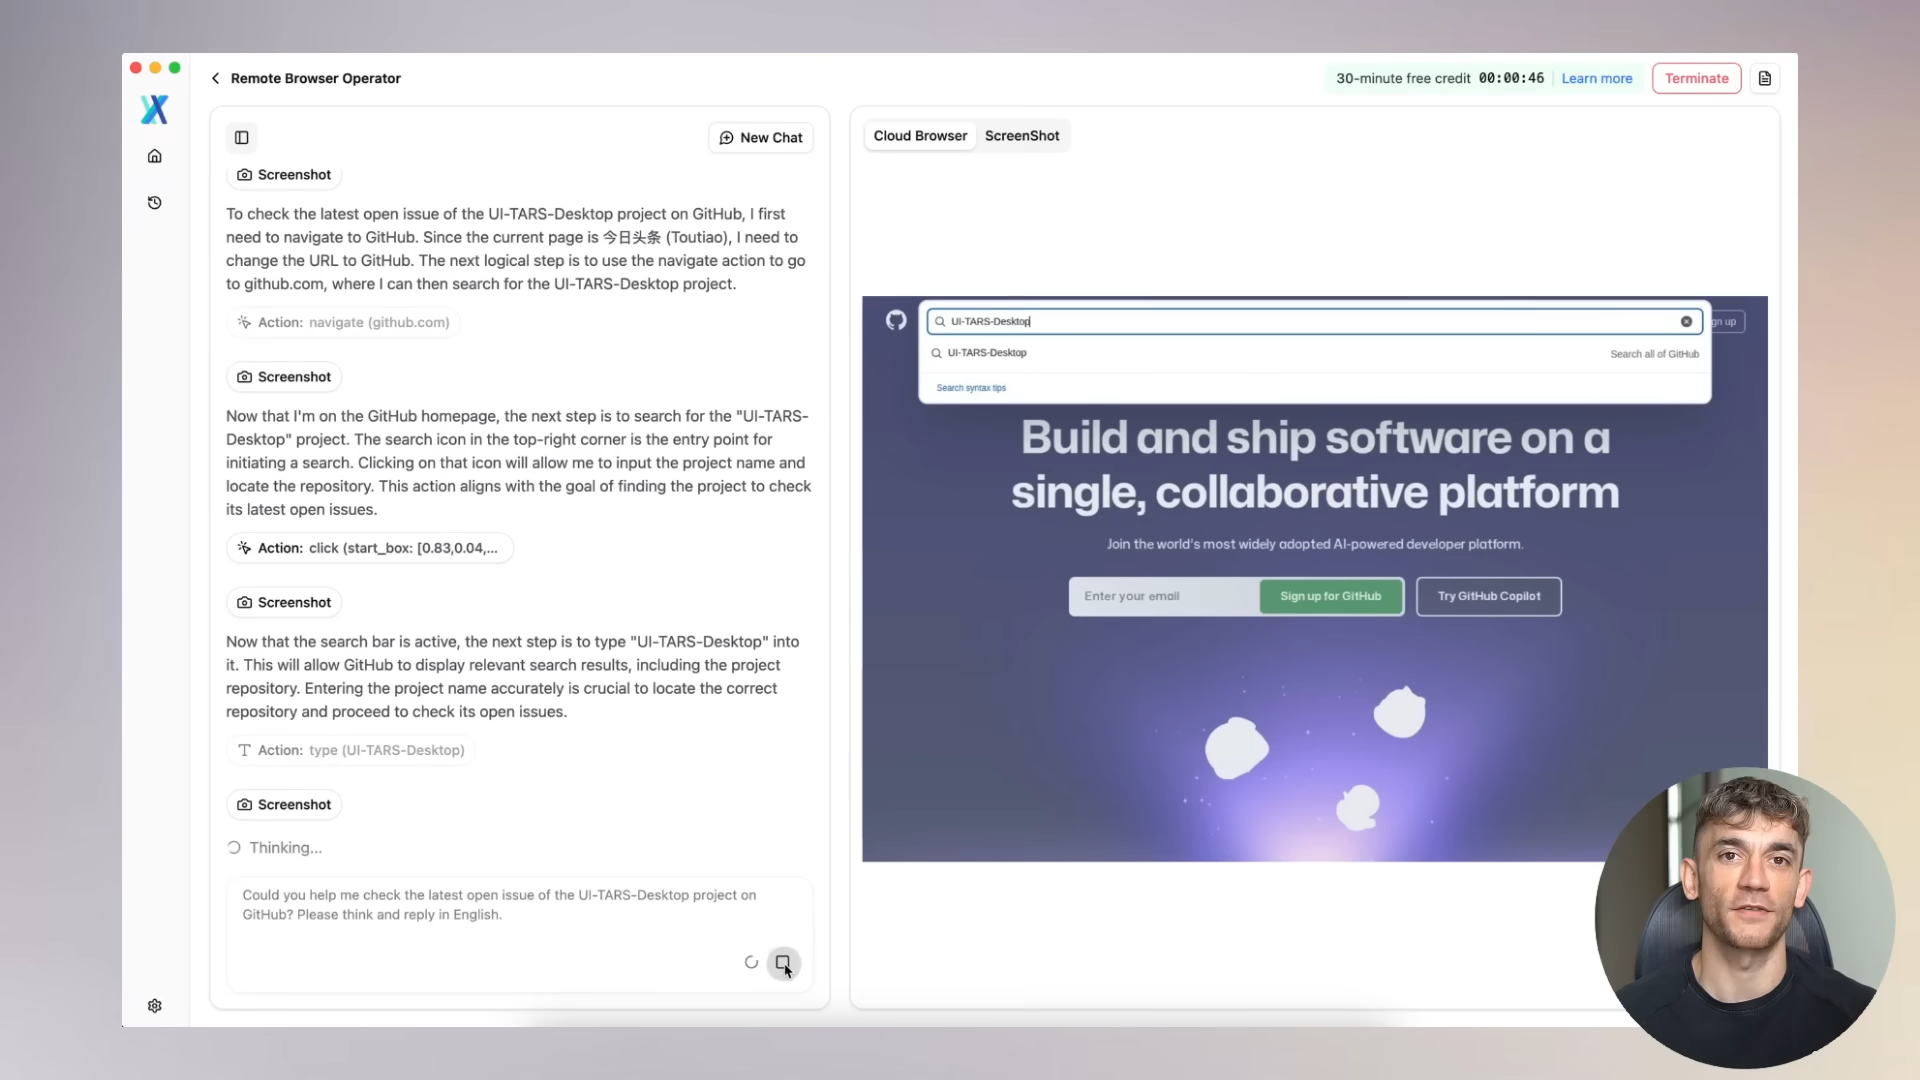 Remote Browser Operator
30-minute free credit 00:00:46 Learn more
Terminate
New Chat
Screenshot
To check the latest open issue of the UI-TARS-Desktop project on GitHub, I first
need to navigate to GitHub. Since the current page is 今日头条 (Toutiao), I need to
change the URL to GitHub. The next logical step is to use the navigate action to go
to github.com, where I can then search for the UI-TARS-Desktop project.
Action: navigate (github.com)
Screenshot
Now that I'm on the GitHub homepage, the next step is to search for the "UI-TARS-
Desktop" project. The search icon in the top-right corner is the entry point for
initiating a search. Clicking on that icon will allow me to input the project name and
locate the repository. This action aligns with the goal of finding the project to check
its latest open issues.
Action: click (start_box: [0.83,0.04,...
Screenshot
Now that the search bar is active, the next step is to type "UI-TARS-Desktop" into
it. This will allow GitHub to display relevant search results, including the project
repository. Entering the project name accurately is crucial to locate the correct
repository and proceed to check its open issues.
Action: type (UI-TARS-Desktop)
Screenshot
Thinking...
Could you help me check the latest open issue of the UI-TARS-Desktop project on
GitHub? Please think and reply in English.
Cloud Browser
ScreenShot
UI-TARS-Desktop
gn up
UI-TARS-Desktop
Search all of GitHub
Search syntax tips
Build and ship software on a
single, collaborative platform
Join the world's most widely adopted AI-powered developer platform.
Enter your email
Sign up for GitHub
Try GitHub Copilot